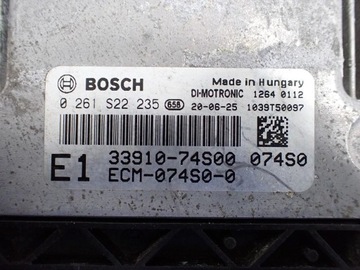 BOSCH
Made in Hungary
DI-MOTRONIC 1264 0112
0 261 S22 235 658 20-06-25 1039T50097
E1 33910-74S00 074S0
ECM-074S0-0